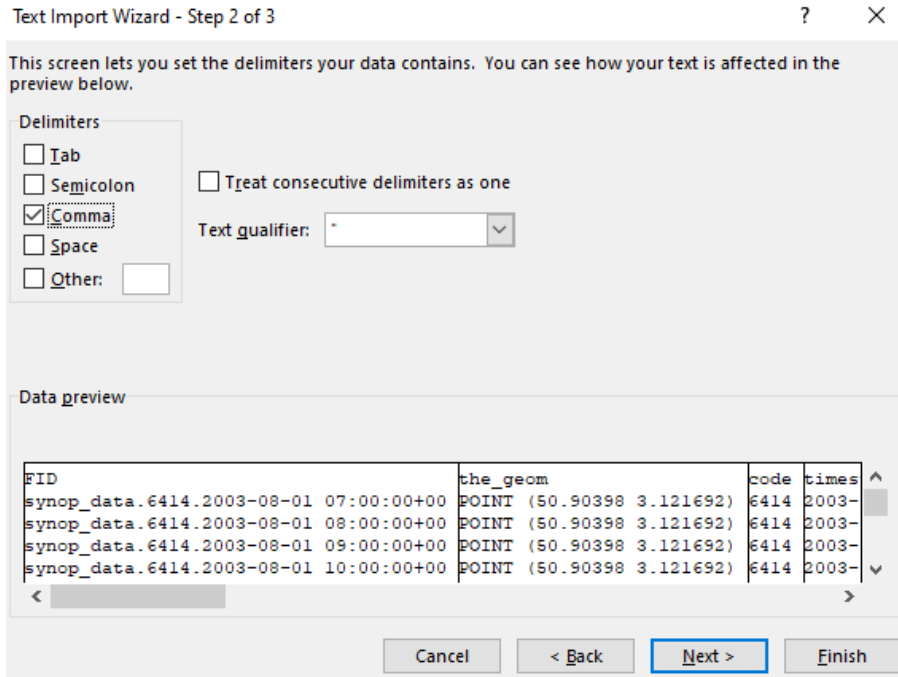 Text Import Wizard - Step 2 of 3 ? ×
This screen lets you set the delimiters your data contains. You can see how your text is affected in the
preview below.
Delimiters
Tab
Semicolon
Comma
Space
Other:
Treat consecutive delimiters as one
Text qualifier: "
Data preview
FID the_geom code times
synop_data.6414.2003-08-01 07:00:00+00 POINT (50.90398 3.121692) 6414 2003-
synop_data.6414.2003-08-01 08:00:00+00 POINT (50.90398 3.121692) 6414 2003-
synop_data.6414.2003-08-01 09:00:00+00 POINT (50.90398 3.121692) 6414 2003-
synop_data.6414.2003-08-01 10:00:00+00 POINT (50.90398 3.121692) 6414 2003-
Cancel < Back Next > Finish